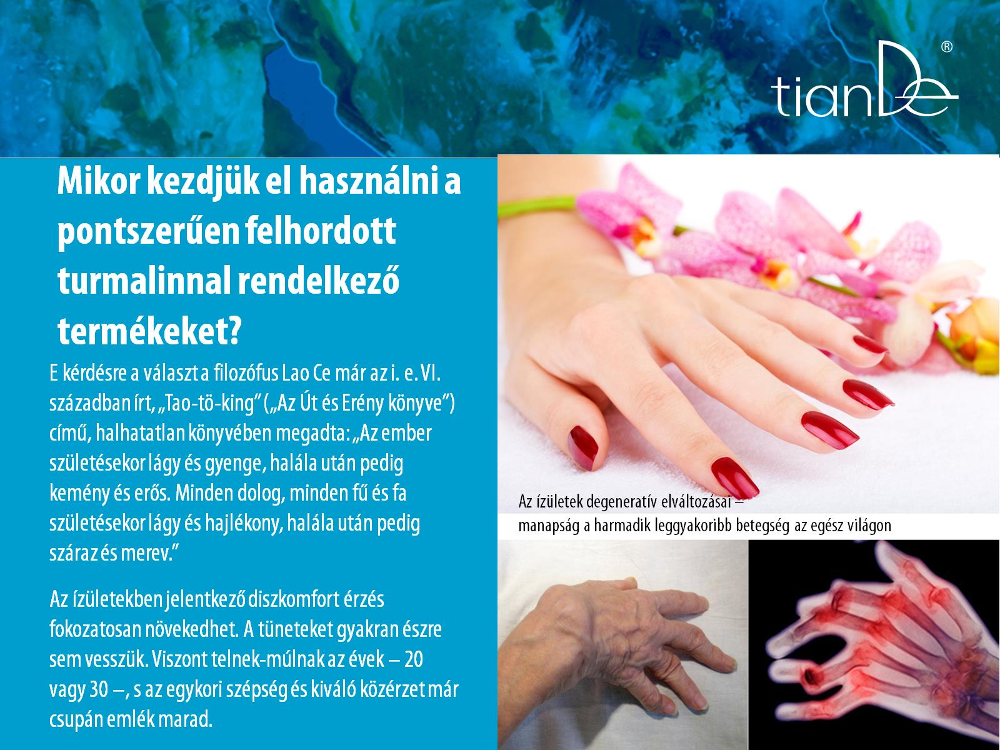 tianDe®
Mikor kezdjük el használni a
pontszerűen felhordott
turmalinnal rendelkező
termékeket?
E kérdésre a választ a filozófus Lao Ce már az i. e. VI.
században írt, „Tao-tö-king” („Az Út és Erény könyve”)
című, halhatatlan könyvében megadta: „Az ember
születésekor lágy és gyenge, halála után pedig
kemény és erős. Minden dolog, minden fű és fa
születésekor lágy és hajlékony, halála után pedig
száraz és merev.”
Az ízületekben jelentkező diszkomfort érzés
fokozatosan növekedhet. A tüneteket gyakran észre
sem vesszük. Viszont telnek-múlnak az évek – 20
vagy 30 –, s az egykori szépség és kiváló közérzet már
csupán emlék marad.
Az ízületek degeneratív elváltozásai –
manapság a harmadik leggyakoribb betegség az egész világon